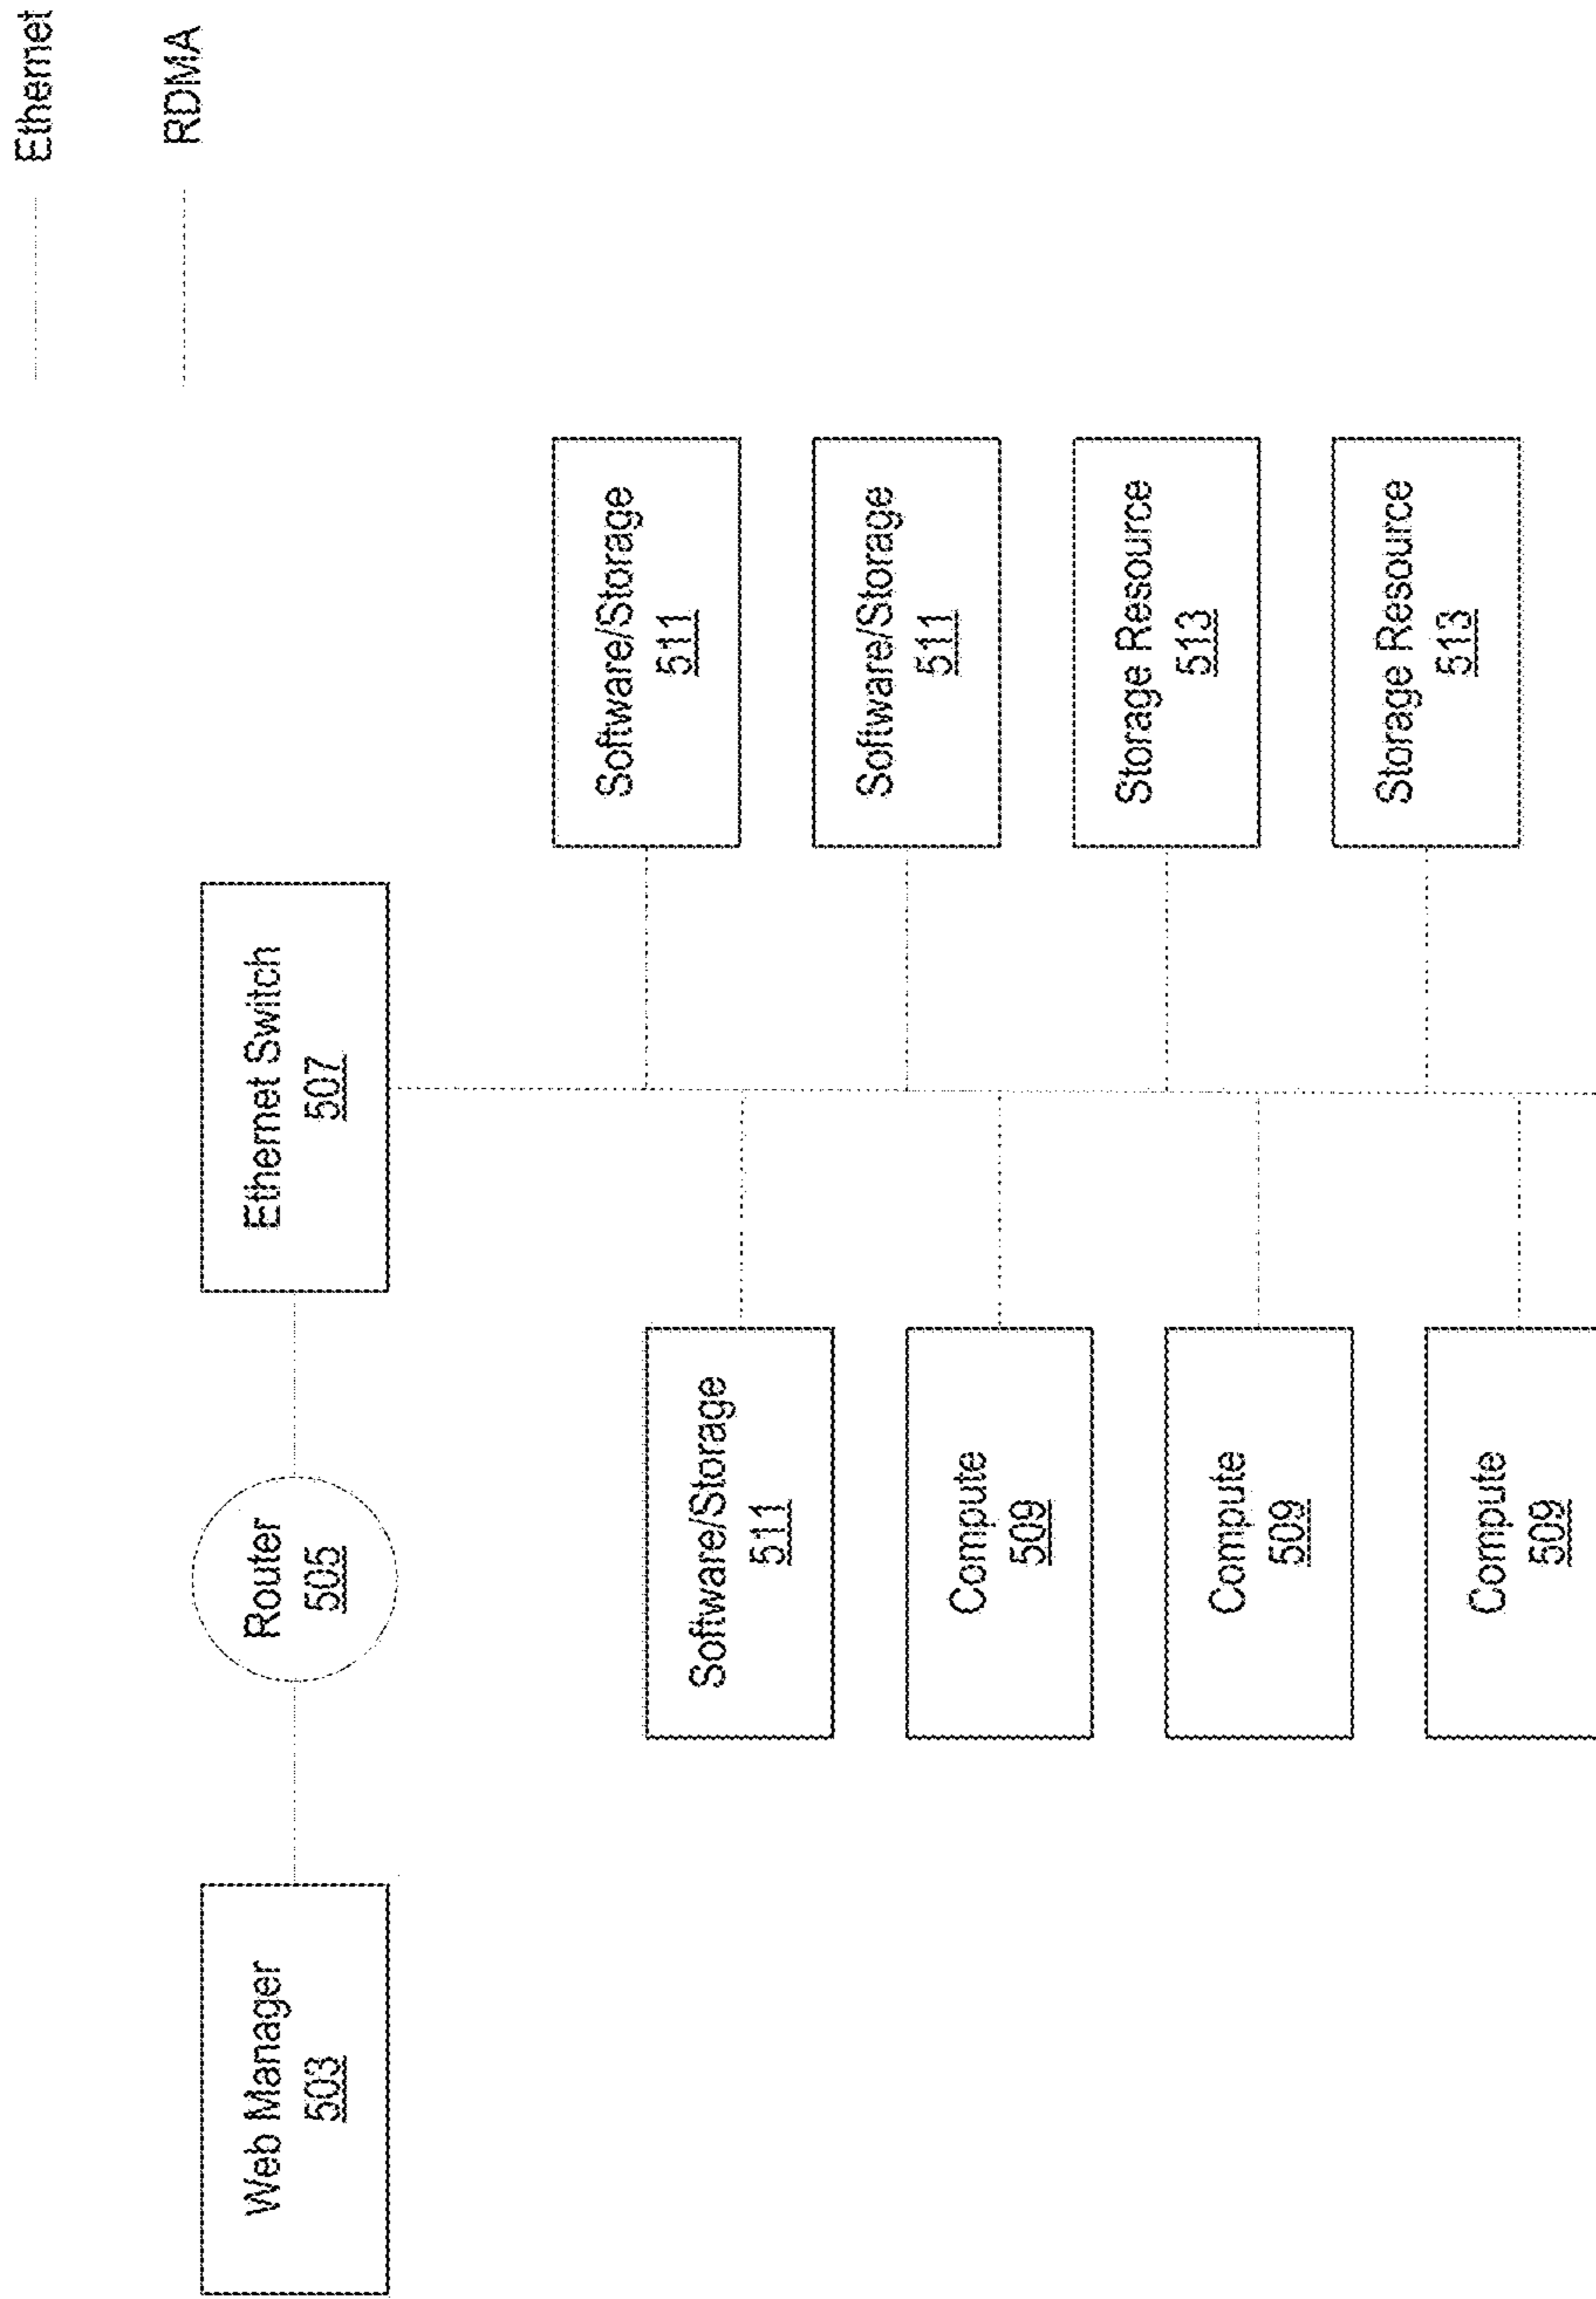 Ethernet
RDMA
Web Manager
503
Router
505
Ethernet Switch
507
Software/Storage
511
Software/Storage
511
Software/Storage
511
Compute
509
Storage Resource
513
Compute
509
Storage Resource
513
Compute
509